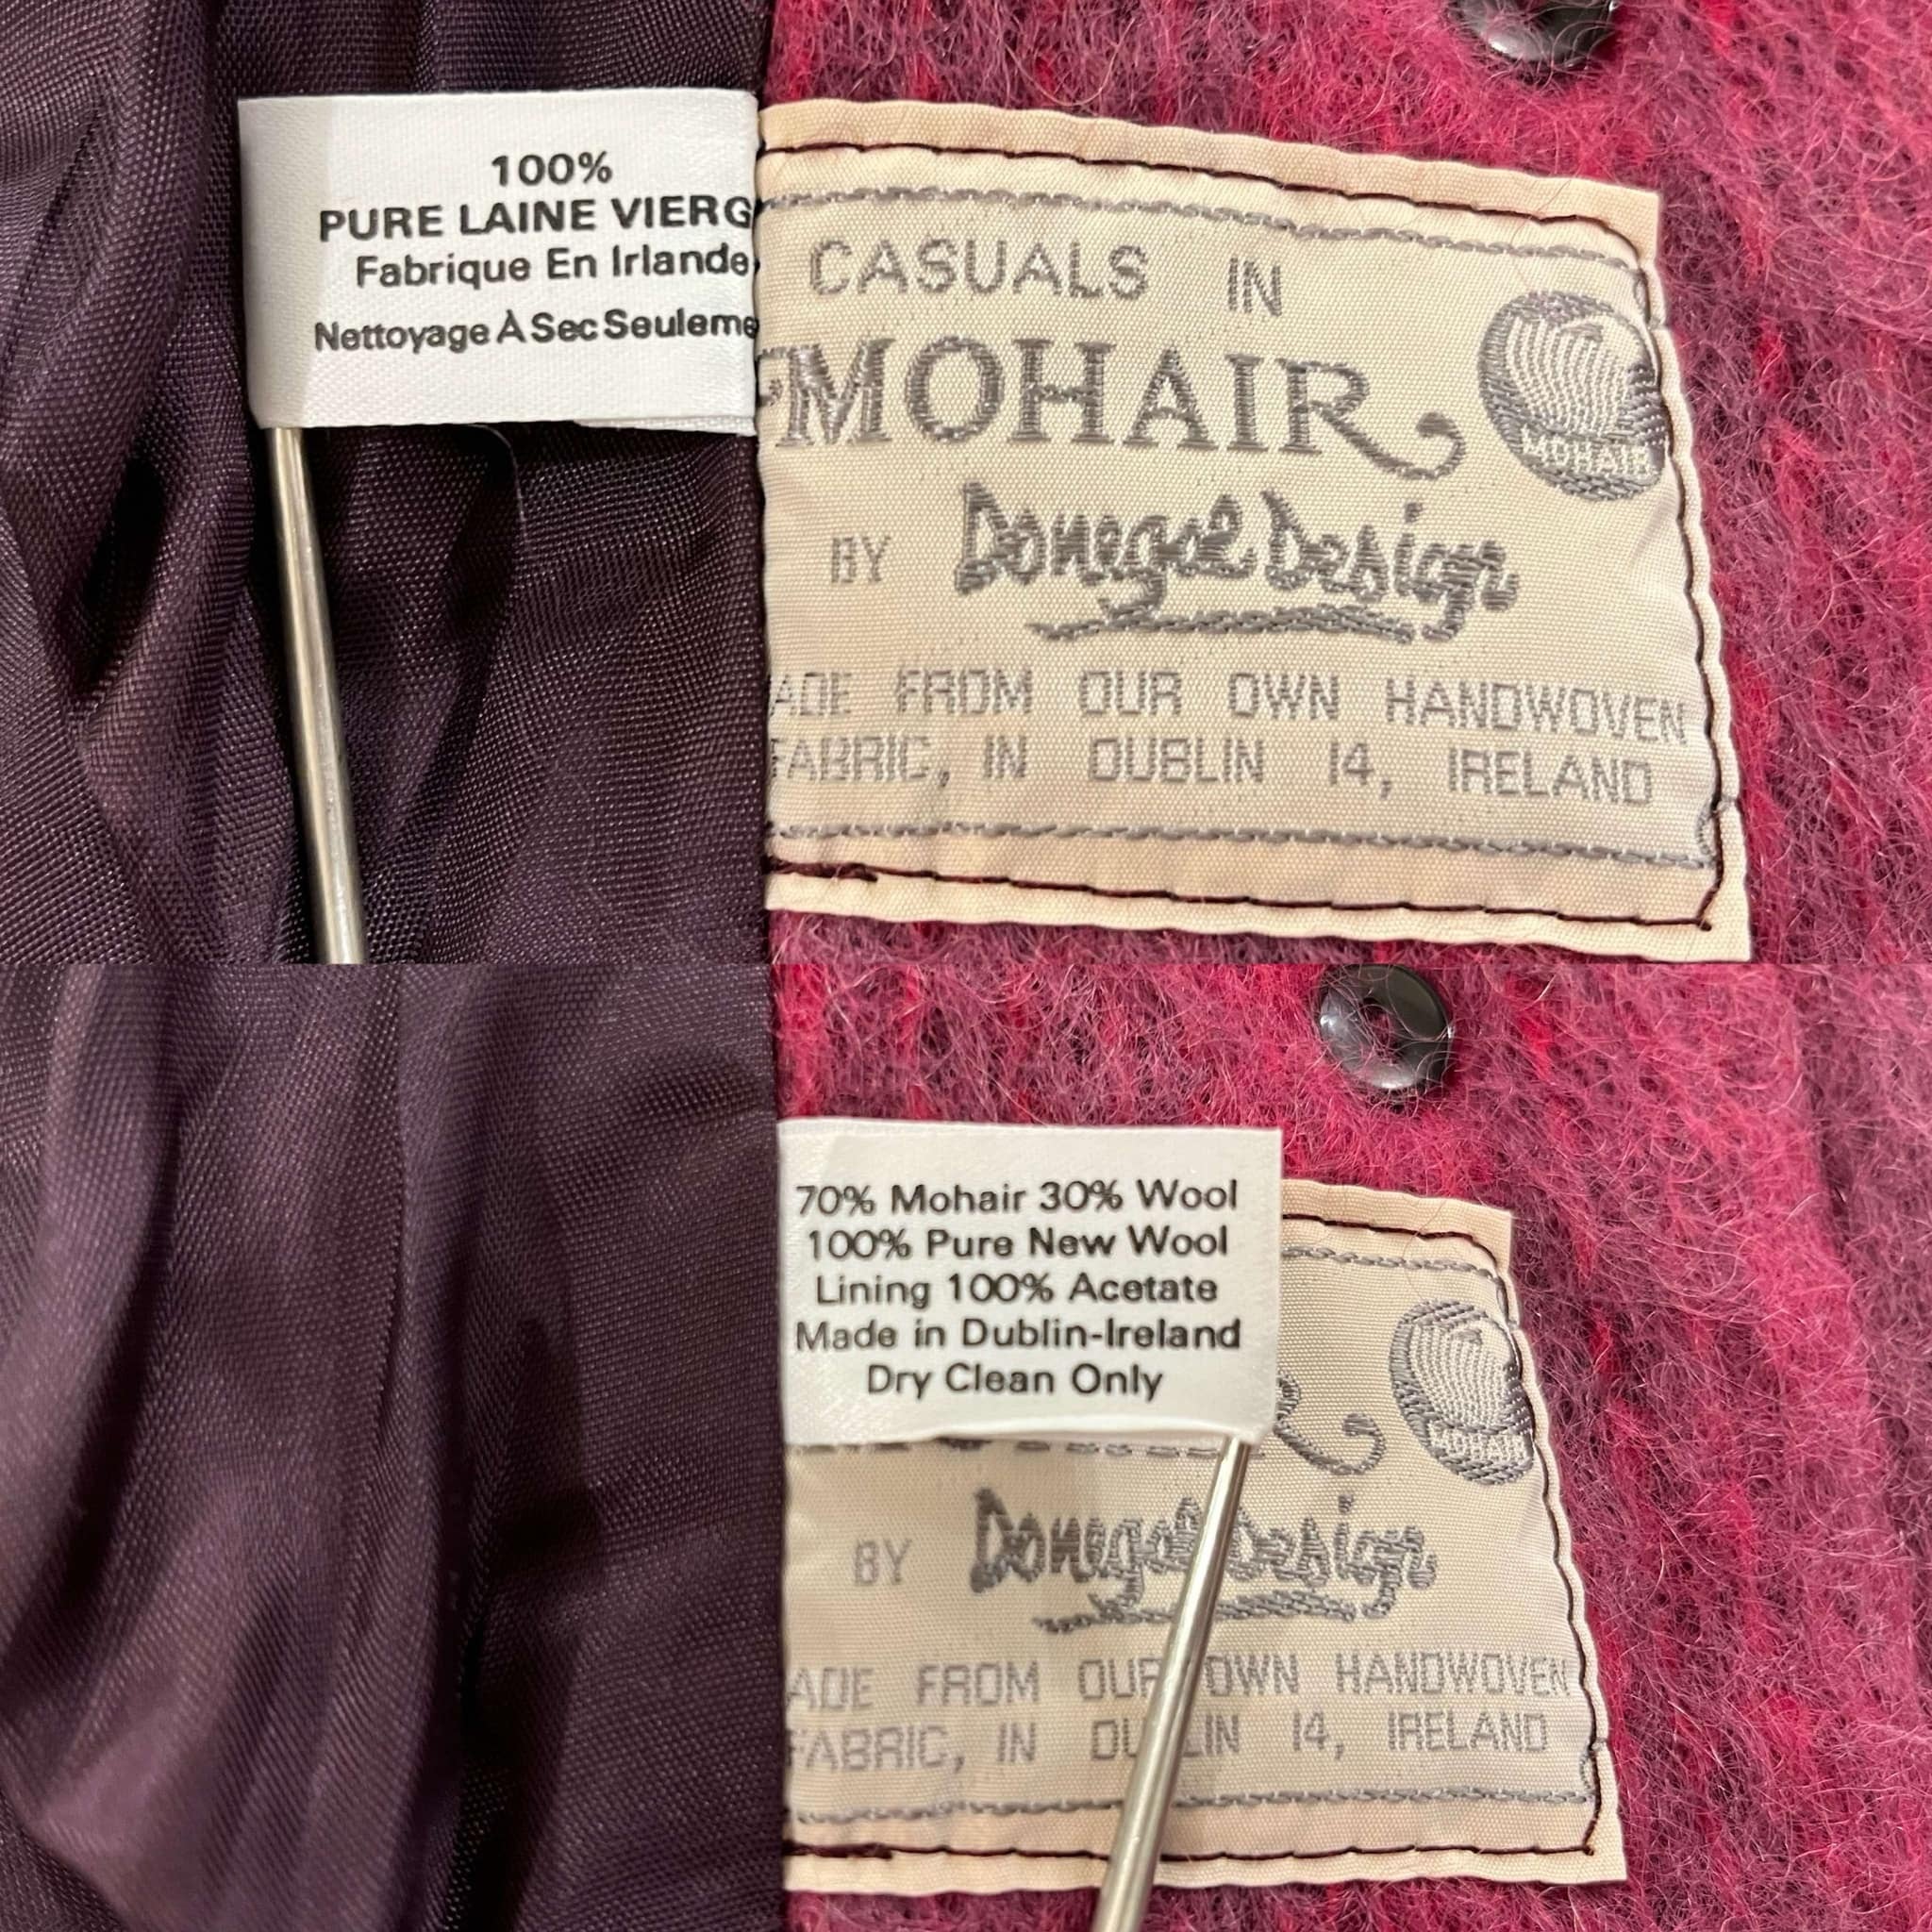 100%
PURE LAINE VIERG
Fabrique En Irlande
Nettoyage À Sec Seuleme
CASUALS IN
MOHAIR
MOHAIR
BY Donegal Design
ADE FROM OUR OWN HANDWOVEN
FABRIC, IN DUBLIN 14, IRELAND
70% Mohair 30% Wool
100% Pure New Wool
Lining 100% Acetate
Made in Dublin-Ireland
Dry Clean Only
R
MOHAIR
BY Donegal Design
ADE FROM OUR OWN HANDWOVEN
FABRIC, IN DU LIN 14, IRELAND